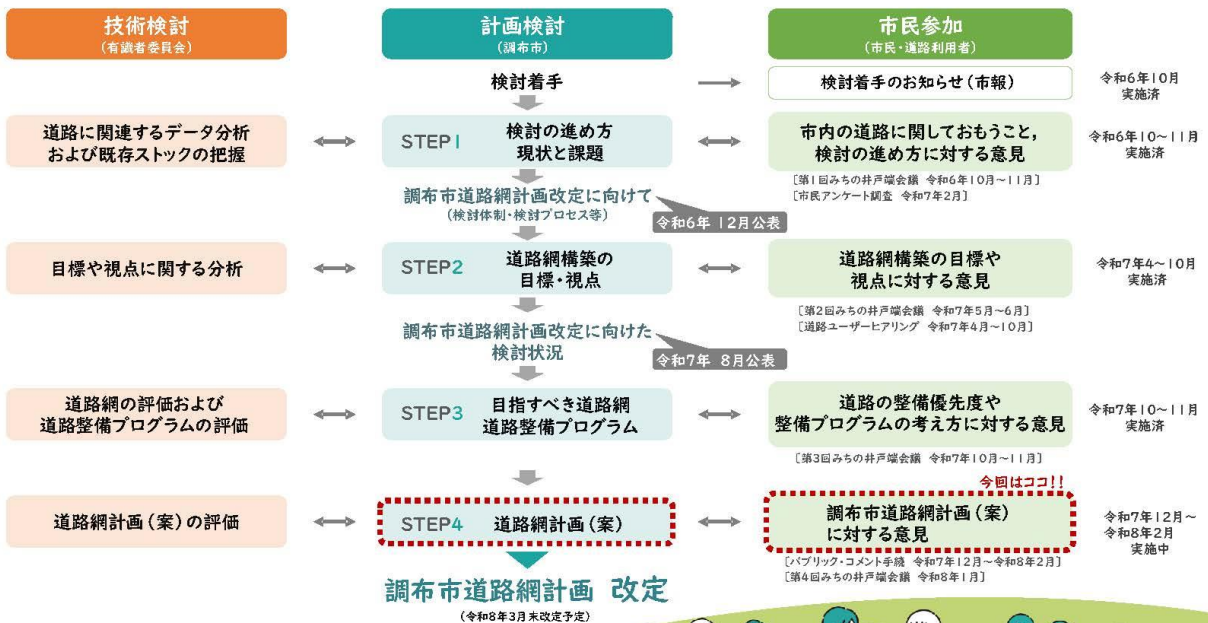 技術検討
(有識者委員会)
計画検討
(調布市)
市民参加
(市民・道路利用者)
検討着手
検討着手のお知らせ(市報)
令和6年10月
実施済
道路に関連するデータ分析
および既存ストックの把握
STEP1
検討の進め方
現状と課題
市内の道路に関しておもうこと,
検討の進め方に対する意見
令和6年10~11月
実施済
[第1回みちの井戸端会議 令和6年10月~11月]
[市民アンケート調査 令和7年2月]
調布市道路網計画改定に向けて
(検討体制・検討プロセス等)
令和6年 12月公表
目標や視点に関する分析
STEP2
道路網構築の
目標・視点
道路網構築の目標や
視点に対する意見
令和7年4~10月
実施済
[第2回みちの井戸端会議 令和7年5月~6月]
[道路ユーザーヒアリング 令和7年4月~10月]
調布市道路網計画改定に向けた
検討状況
令和7年 8月公表
道路網の評価および
道路整備プログラムの評価
STEP3
目指すべき道路網
道路整備プログラム
道路の整備優先度や
整備プログラムの考え方に対する意見
令和7年10~11月
実施済
[第3回みちの井戸端会議 令和7年10月~11月]
今回はココ!!
道路網計画(案)の評価
STEP4
道路網計画(案)
調布市道路網計画(案)
に対する意見
令和7年12月~
令和8年2月
実施中
[パブリック・コメント手続 令和7年12月~令和8年2月]
[第4回みちの井戸端会議 令和8年1月]
調布市道路網計画 改定
(令和8年3月末改定予定)